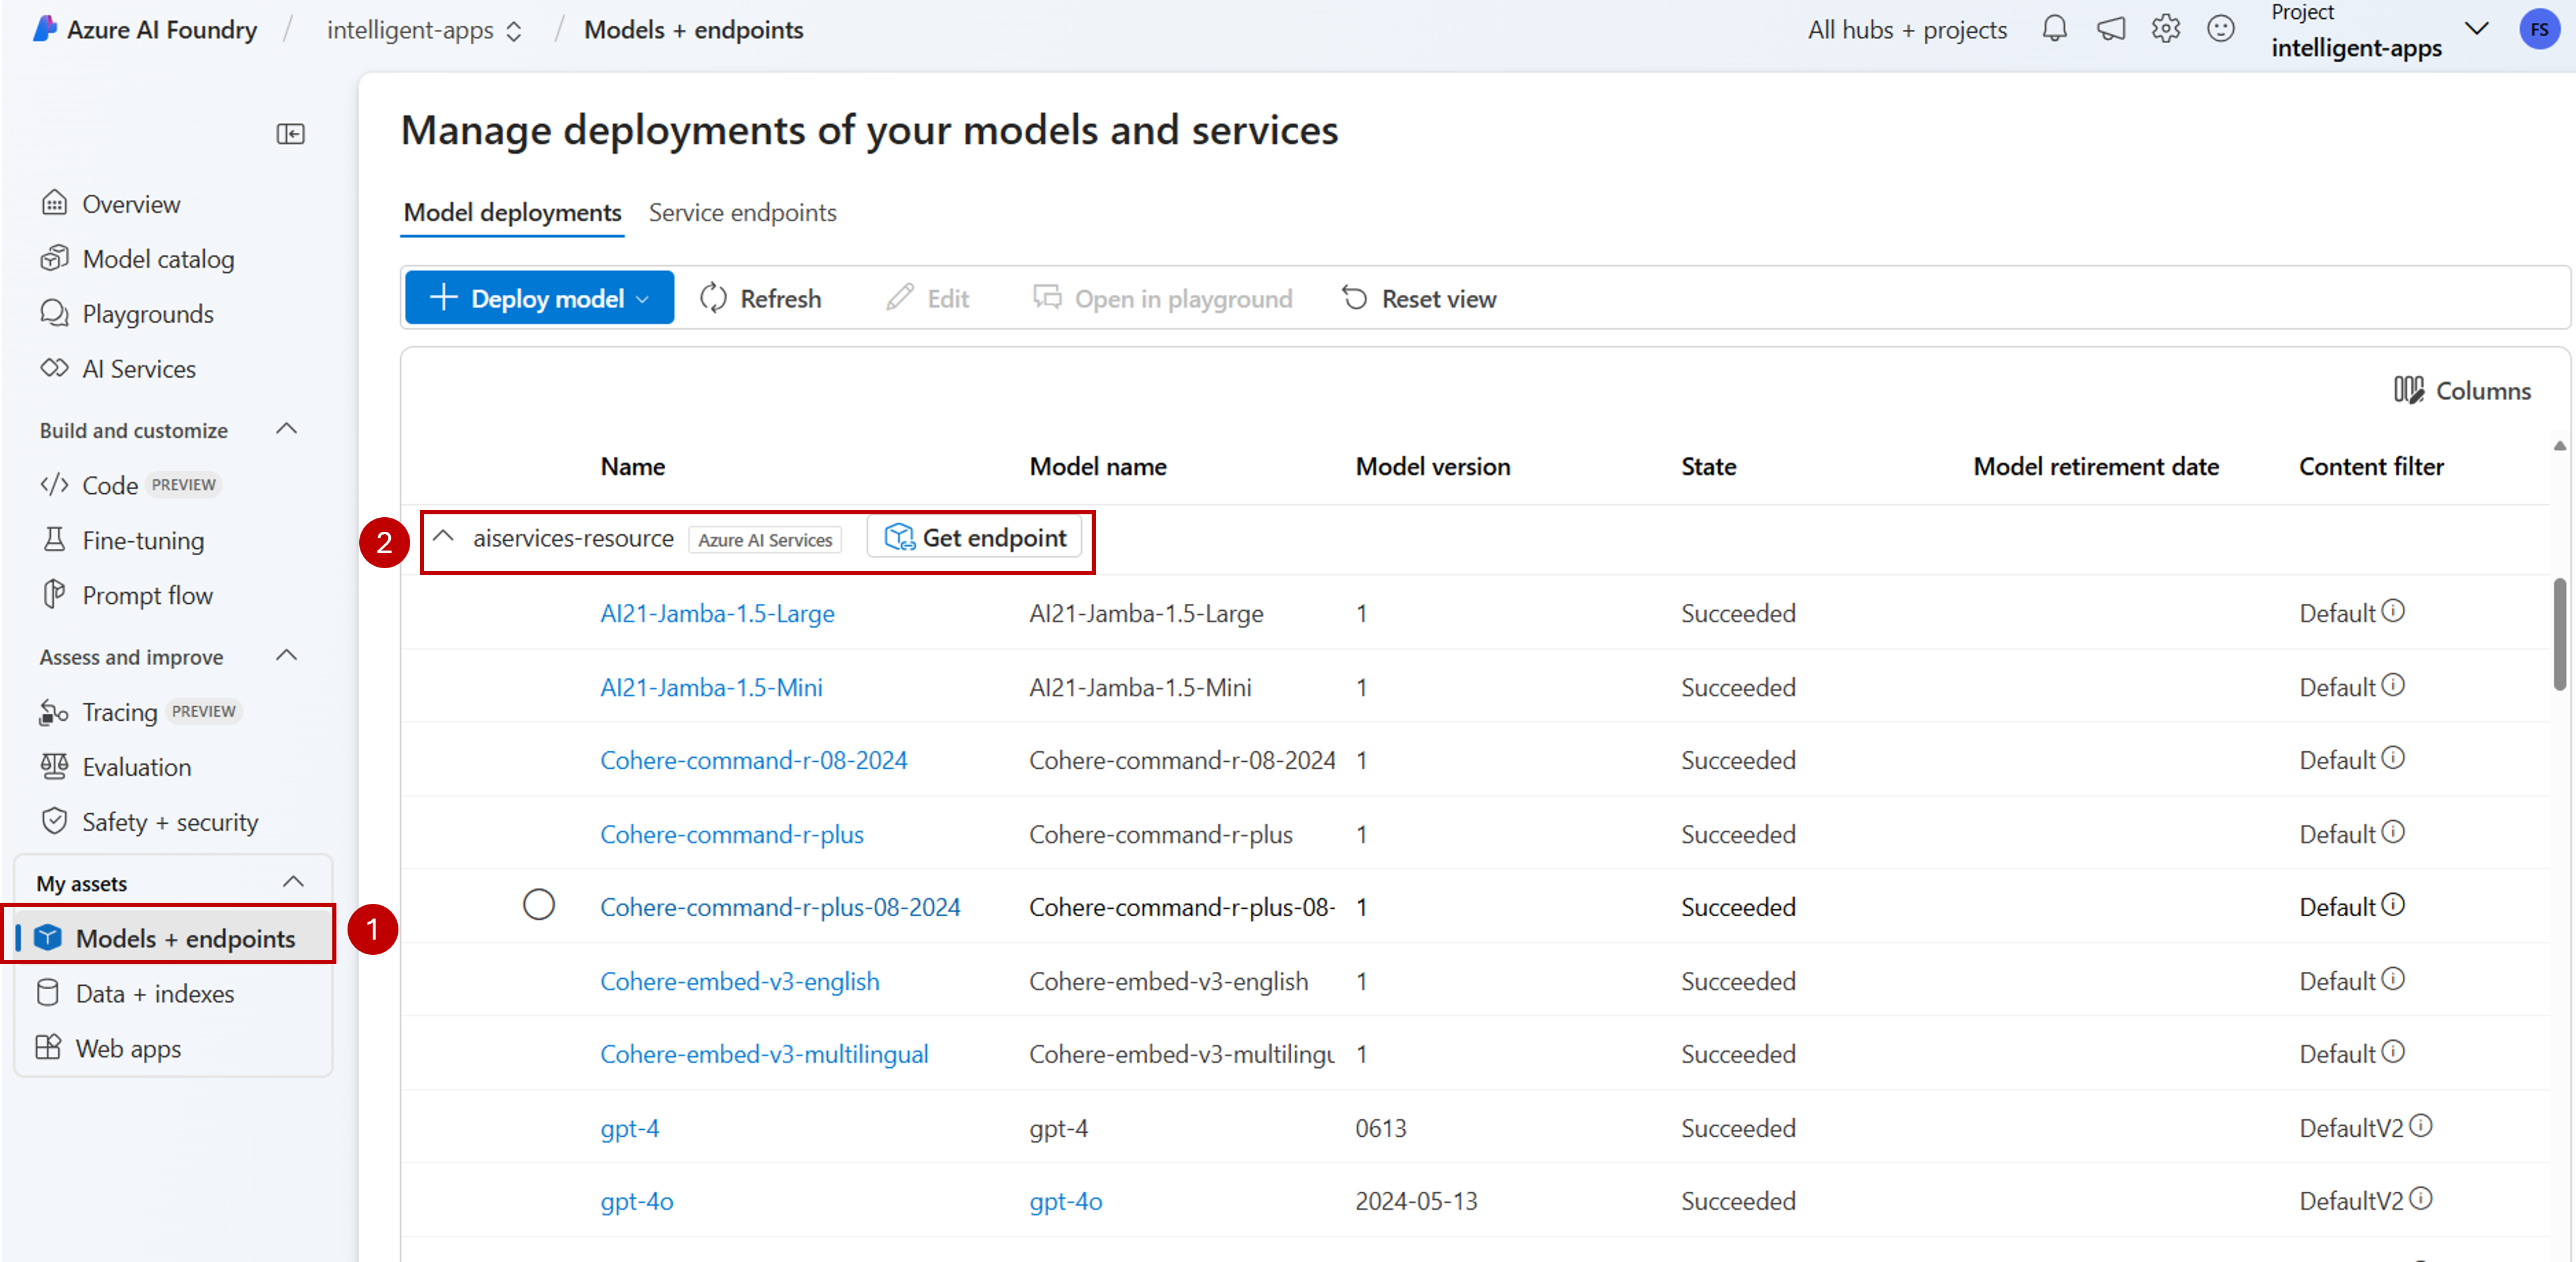 Azure AI Foundry / intelligent-apps / Models + endpoints
All hubs + projects
Project
intelligent-apps
FS
Overview
Model catalog
Playgrounds
AI Services
Build and customize
Code PREVIEW
Fine-tuning
Prompt flow
Assess and improve
Tracing PREVIEW
Evaluation
Safety + security
My assets
Models + endpoints
1
Data + indexes
Web apps
Manage deployments of your models and services
Model deployments Service endpoints
Deploy model Refresh Edit Open in playground Reset view
Columns
Name Model name Model version State Model retirement date Content filter
2 aiservices-resource Azure AI Services Get endpoint
AI21-Jamba-1.5-Large AI21-Jamba-1.5-Large 1 Succeeded Default
AI21-Jamba-1.5-Mini AI21-Jamba-1.5-Mini 1 Succeeded Default
Cohere-command-r-08-2024 Cohere-command-r-08-2024 1 Succeeded Default
Cohere-command-r-plus Cohere-command-r-plus 1 Succeeded Default
Cohere-command-r-plus-08-2024 Cohere-command-r-plus-08- 1 Succeeded Default
Cohere-embed-v3-english Cohere-embed-v3-english 1 Succeeded Default
Cohere-embed-v3-multilingual Cohere-embed-v3-multilingu 1 Succeeded Default
gpt-4 gpt-4 0613 Succeeded DefaultV2
gpt-4o gpt-4o 2024-05-13 Succeeded DefaultV2